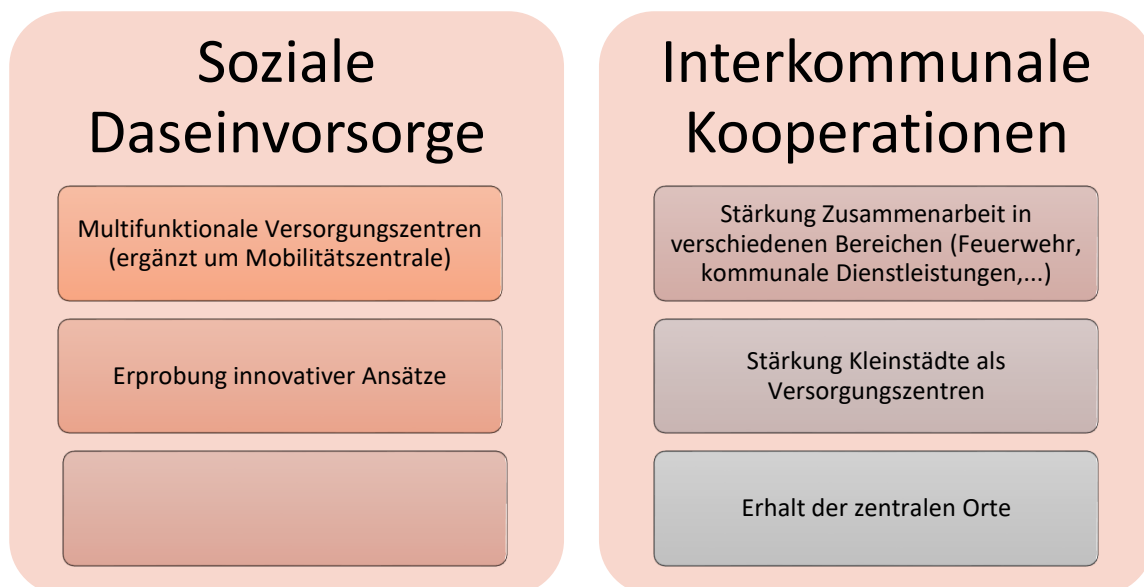 Soziale
Daseinvorsorge
Multifunktionale Versorgungszentren
(ergänzt um Mobilitätszentrale)
Erprobung innovativer Ansätze
Interkommunale
Kooperationen
Stärkung Zusammenarbeit in
verschiedenen Bereichen (Feuerwehr,
kommunale Dienstleistungen,...)
Stärkung Kleinstädte als
Versorgungszentren
Erhalt der zentralen Orte